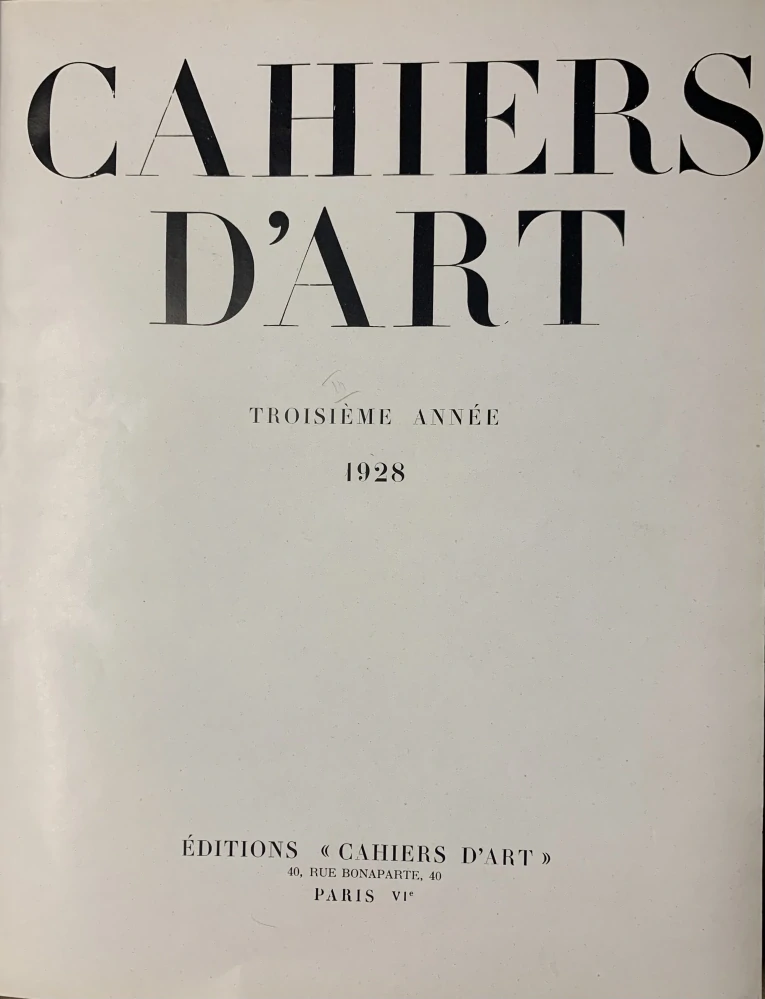 CAHIERS
D'ART
TROISIÈME ANNÉE
1928
ÉDITIONS « CAHIERS D'ART »
40, RUE BONAPARTE, 40
PARIS VIᵉ